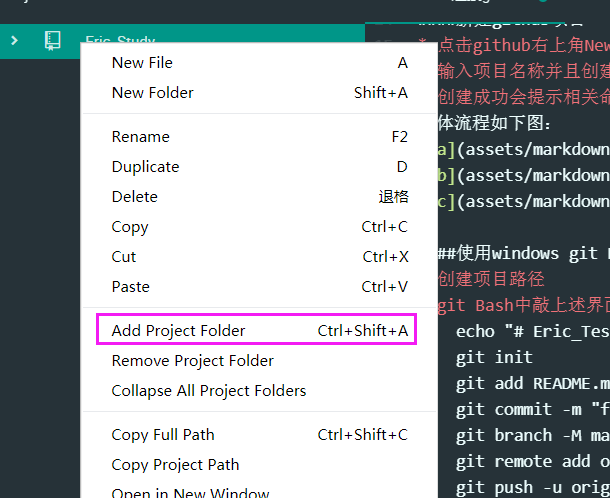 Eric_Study
New File A
New Folder Shift+A
Rename F2
Duplicate D
Delete 退格
Copy Ctrl+C
Cut Ctrl+X
Paste Ctrl+V
Add Project Folder Ctrl+Shift+A
Remove Project Folder
Collapse All Project Folders
Copy Full Path Ctrl+Shift+C
Copy Project Path
Open in New Window
点击github右上角New
输入项目名称并且创建
创建成功会提示相关命
体流程如下图:
a](assets/markdown
b](assets/markdown
c](assets/markdown
##使用windows git
创建项目路径
git Bash中敲上述界面
echo "# Eric_Tes
git init
git add README.m
git commit -m "f
git branch -M ma
git remote add o
git push -u orig